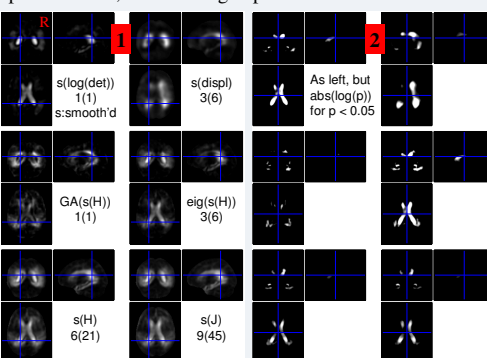 R
1
2
s(log(det))
1(1)
s:smooth'd
s(displ)
3(6)
As left, but
abs(log(p))
for p < 0.05
GA(s(H))
1(1)
eig(s(H))
3(6)
s(H)
6(21)
s(J)
9(45)